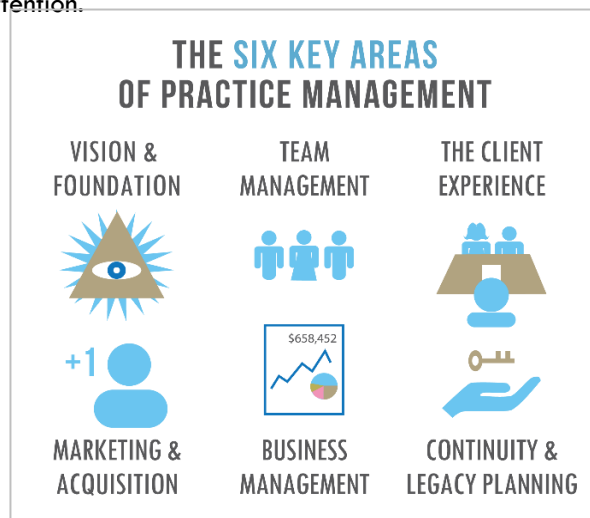 tention.
THE SIX KEY AREAS
OF PRACTICE MANAGEMENT
VISION &
FOUNDATION
TEAM
MANAGEMENT
THE CLIENT
EXPERIENCE
+1
$658,452
MARKETING &
ACQUISITION
BUSINESS
MANAGEMENT
CONTINUITY &
LEGACY PLANNING